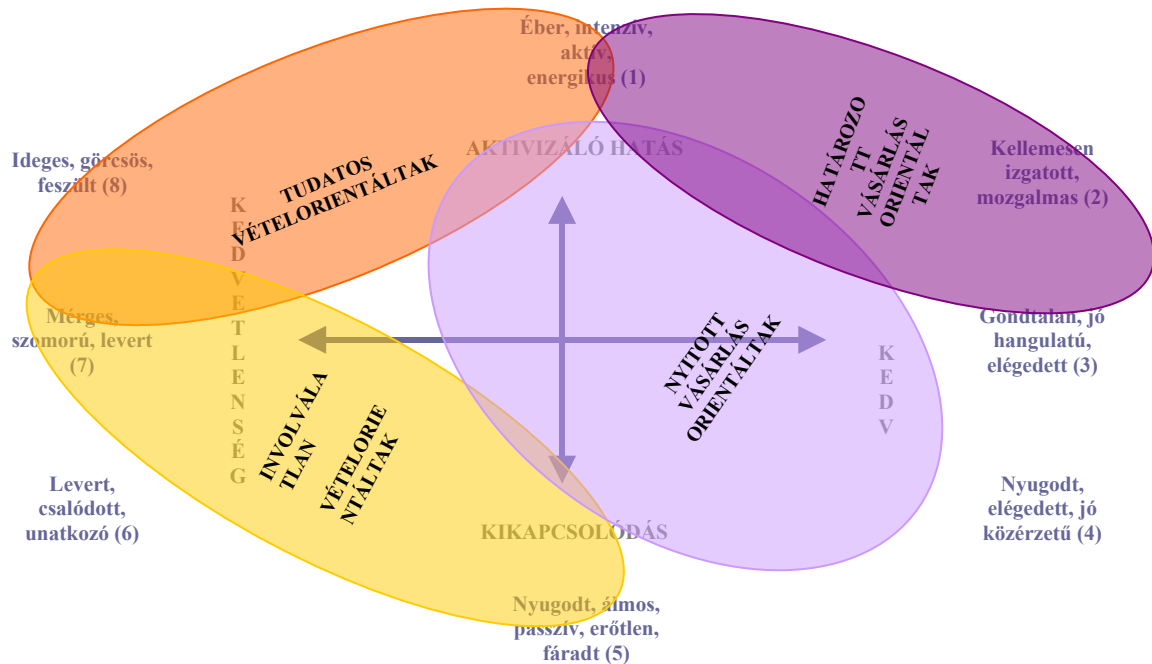 Éber, intenzív,
aktív,
energikus (1)
AKTIVIZÁLÓ HATÁS
Ideges, görcsös,
feszült (8)
TUDATOS
VÉTELORIENTÁLTAK
HATÁROZO
TT
VÁSÁRLÁS
ORIENTÁL
TAK
Kellemesen
izgatott,
mozgalmas (2)
KEDVETLENSÉG
Mérges,
szomorú, levert
(7)
NYITOTT
VÁSÁRLÁS
ORIENTÁLTAK
Gondtalan, jó
hangulatú,
elégedett (3)
KEDV
INVOLVÁLA
TLAN
VÉTELORIE
NTÁLTAK
Levert,
csalódott,
unatkozó (6)
Nyugodt,
elégedett, jó
közérzetű (4)
KIKAPCSOLÓDÁS
Nyugodt, álmos,
passzív, erőtlen,
fáradt (5)